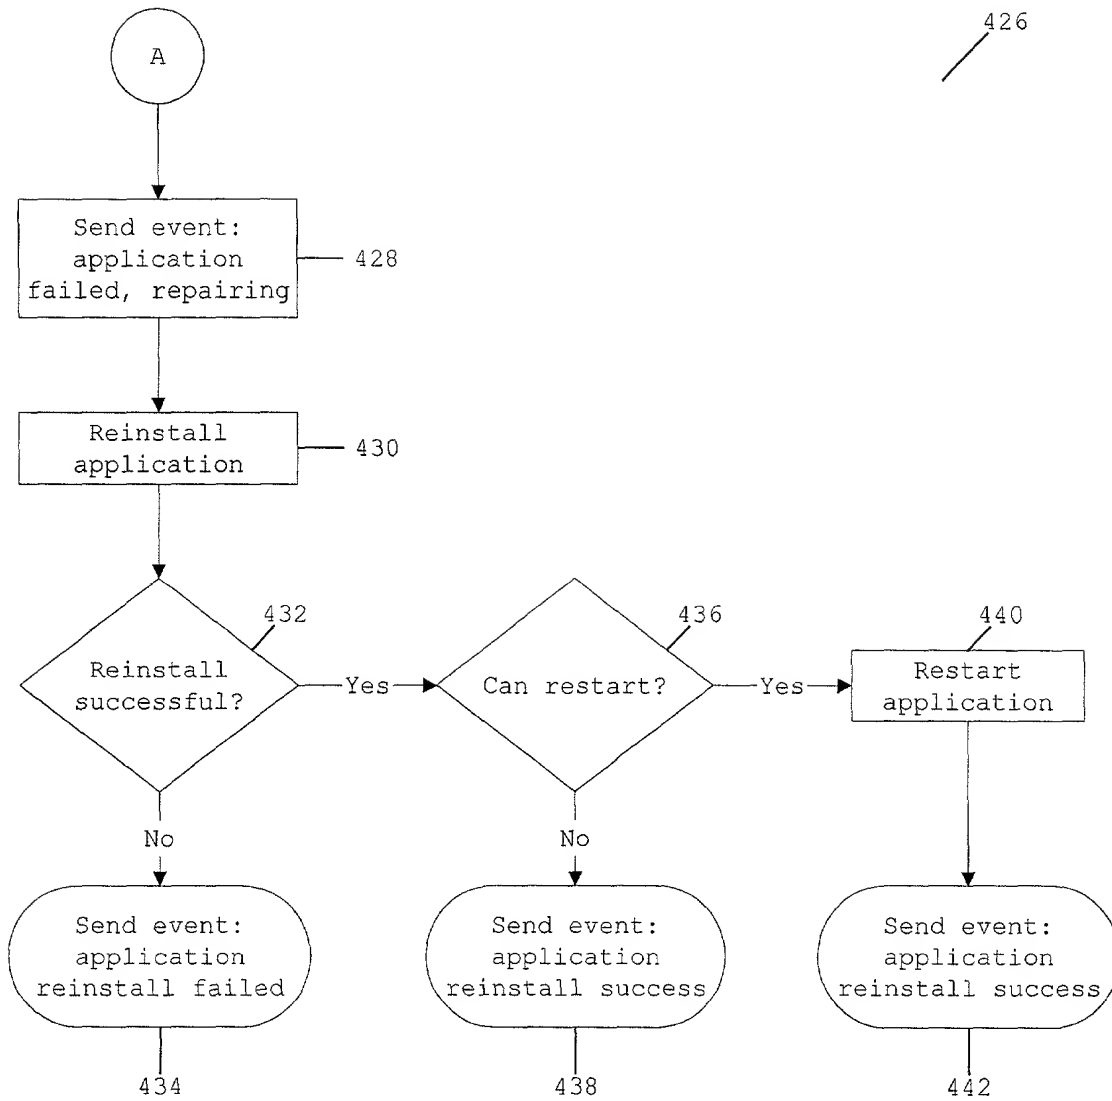 426
A
Send event:
application
failed, repairing
428
Reinstall
application
430
432
436
440
Reinstall
successful?
Yes
Can restart?
Yes
Restart
application
No
No
Send event:
application
reinstall failed
Send event:
application
reinstall success
Send event:
application
reinstall success
434
438
442